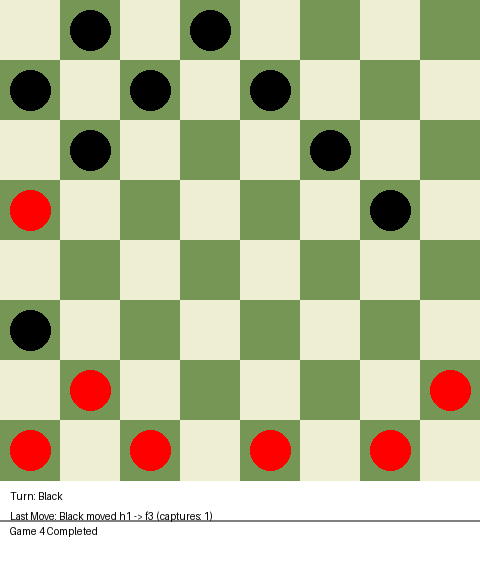 Turn: Black
Last Move: Black moved h1 -> f3 (captures: 1)
Game 4 Completed